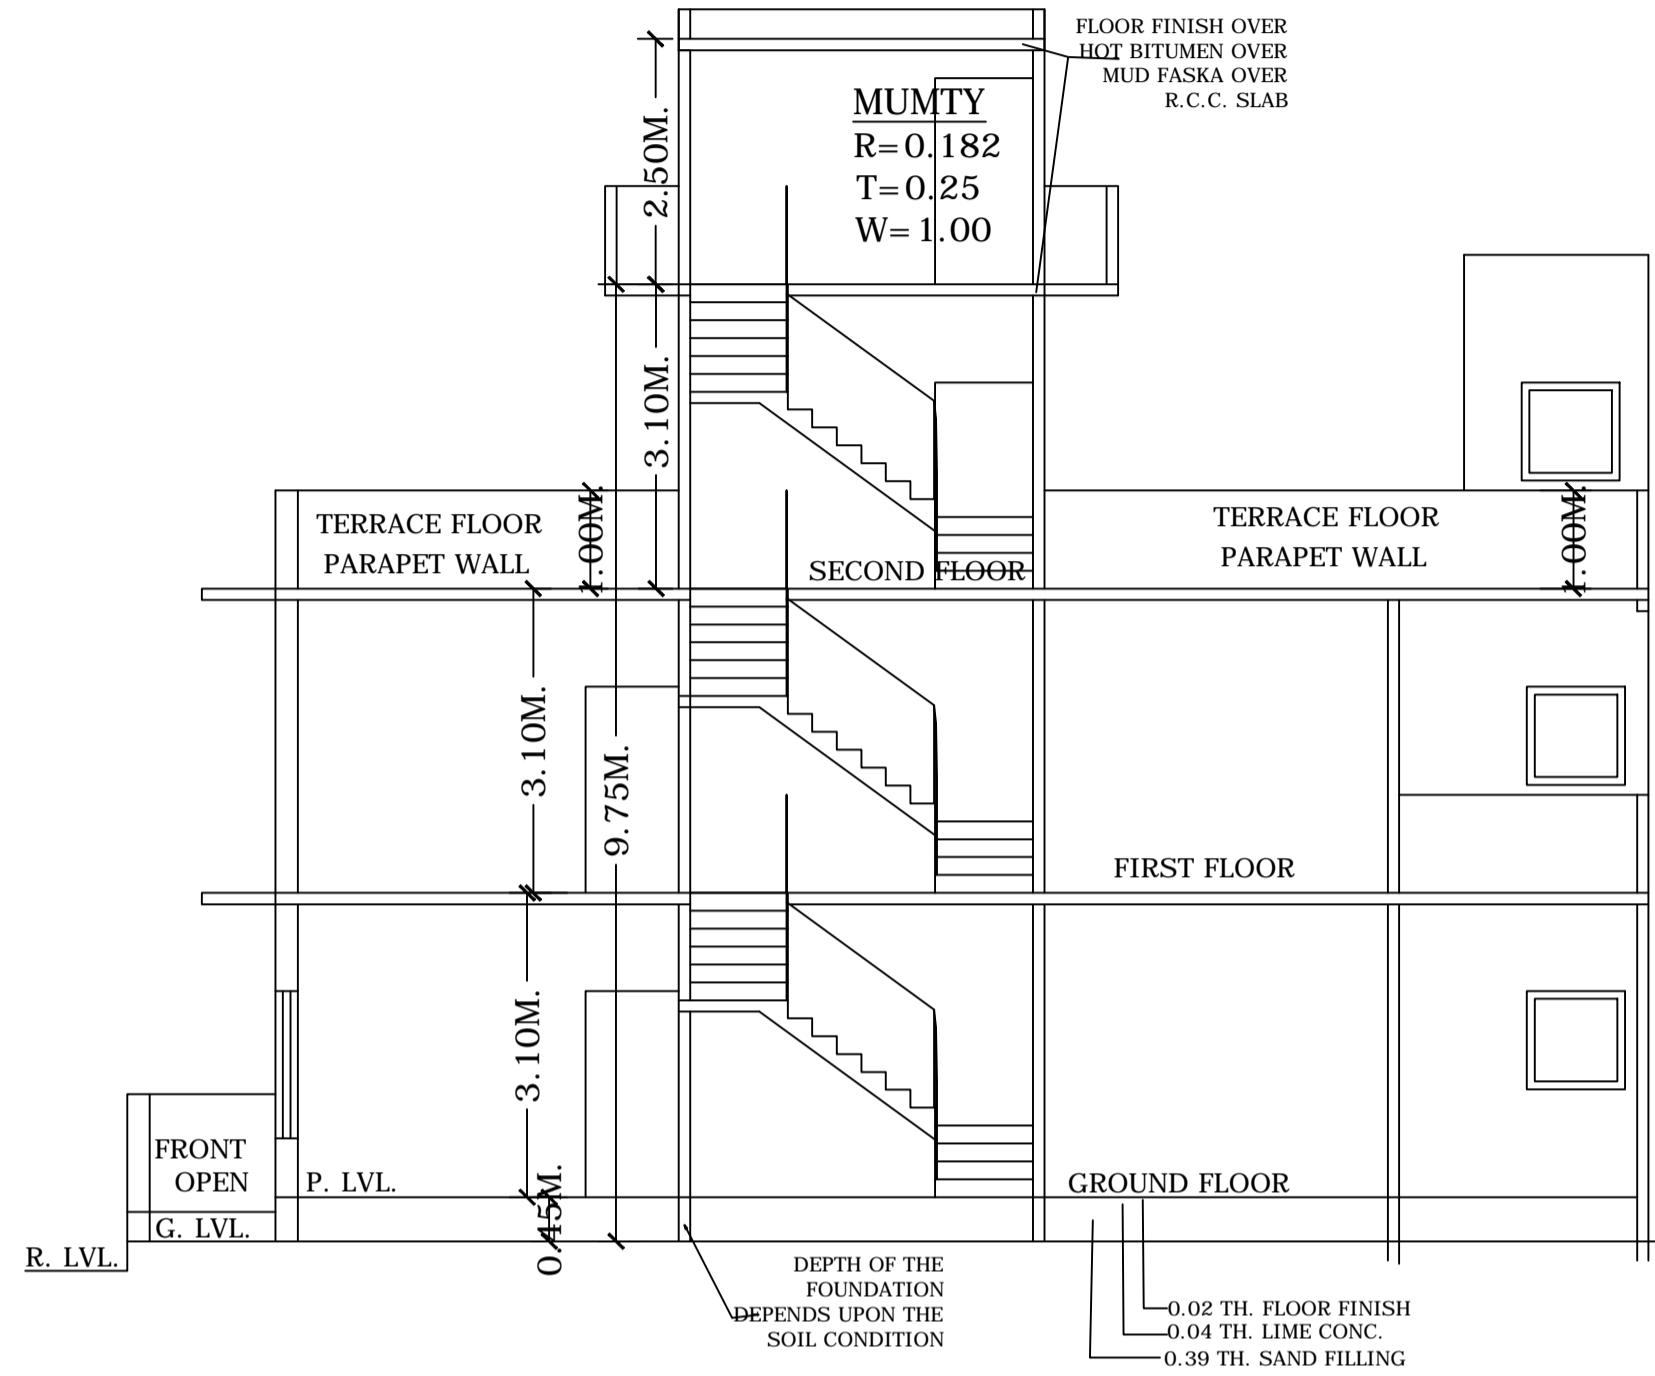 FLOOR FINISH OVER
HOT BITUMEN OVER
MUD FASKA OVER
R.C.C. SLAB
MUMTY
R=0.182
T=0.25
W=1.00
2.50M.
3.10M.
TERRACE FLOOR
PARAPET WALL
1.00M.
SECOND FLOOR
TERRACE FLOOR
PARAPET WALL
1.00M.
3.10M.
9.75M.
FIRST FLOOR
3.10M.
FRONT
OPEN
P. LVL.
GROUND FLOOR
G. LVL.
0.45M.
R. LVL.
DEPTH OF THE
FOUNDATION
DEPENDS UPON THE
SOIL CONDITION
0.02 TH. FLOOR FINISH
0.04 TH. LIME CONC.
0.39 TH. SAND FILLING